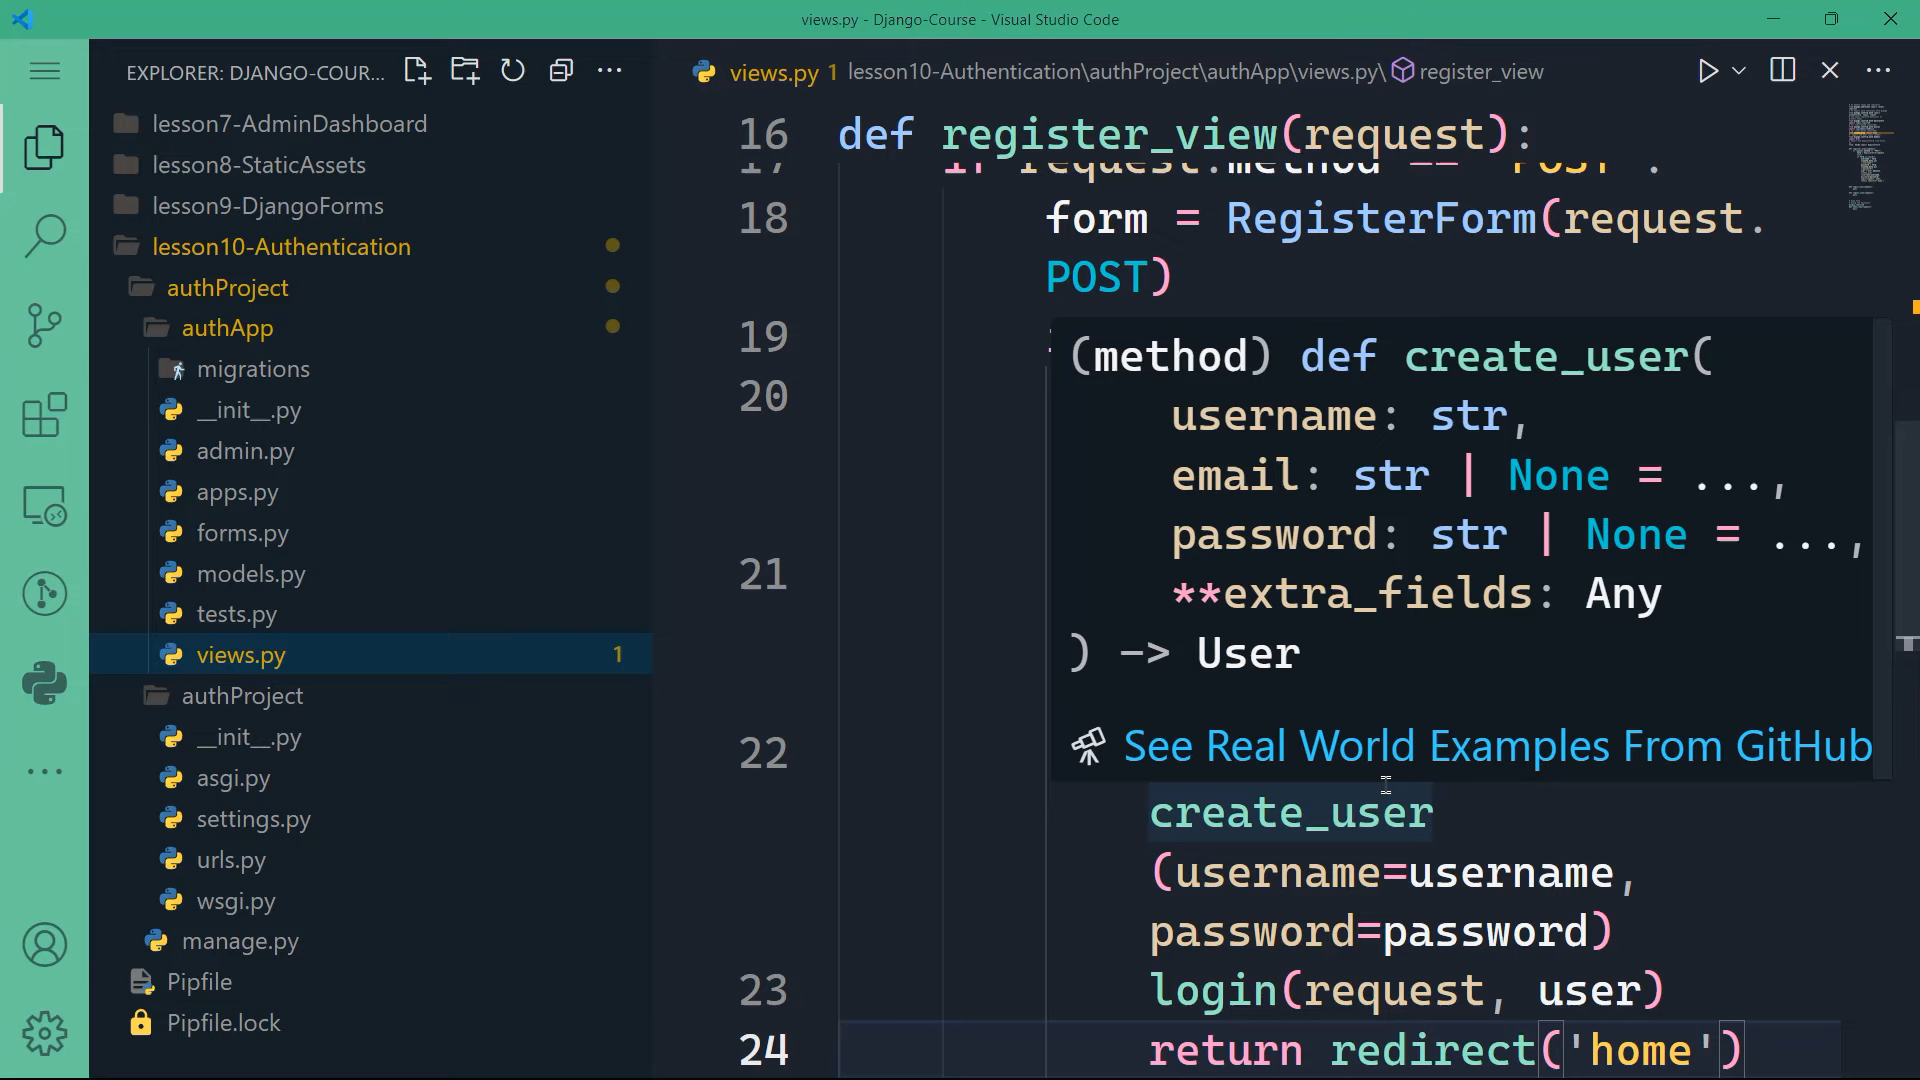 views.py - Django-Course - Visual Studio Code
EXPLORER: DJANGO-COUR...
lesson7-AdminDashboard
lesson8-StaticAssets
lesson9-DjangoForms
lesson10-Authentication
authProject
authApp
migrations
__init__.py
admin.py
apps.py
forms.py
models.py
tests.py
views.py 1
authProject
__init__.py
asgi.py
settings.py
urls.py
wsgi.py
manage.py
Pipfile
Pipfile.lock
views.py 1 lesson10-Authentication\authProject\authApp\views.py\ register_view
16 def register_view(request):
17 if request.method == 'POST':
18 form = RegisterForm(request.
POST)
19
20
21
22
(method) def create_user(
username: str,
email: str | None = ...,
password: str | None = ...,
**extra_fields: Any
) -> User
See Real World Examples From GitHub
create_user
(username=username,
password=password)
23 login(request, user)
24 return redirect('home')